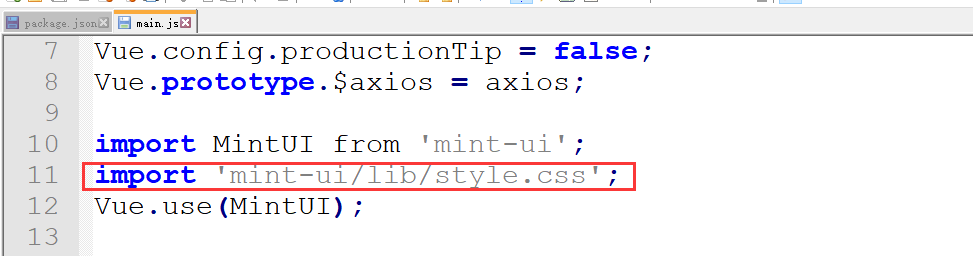 package.json
main.js
7 Vue.config.productionTip = false;
8 Vue.prototype.$axios = axios;
9
10 import MintUI from 'mint-ui';
11 import 'mint-ui/lib/style.css';
12 Vue.use(MintUI);
13